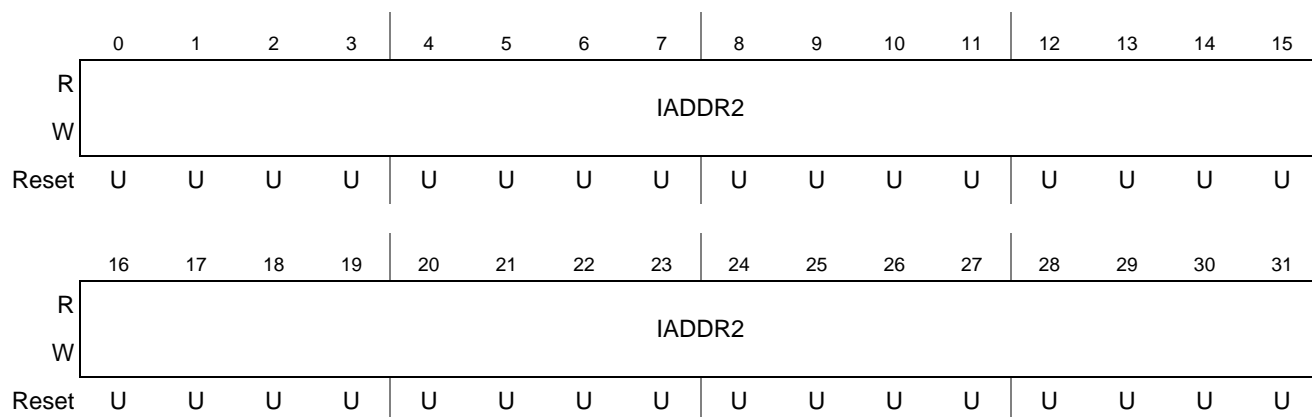 0 1 2 3 4 5 6 7 8 9 10 11 12 13 14 15
R
IADDR2
W
Reset U U U U U U U U U U U U U U U U
16 17 18 19 20 21 22 23 24 25 26 27 28 29 30 31
R
IADDR2
W
Reset U U U U U U U U U U U U U U U U